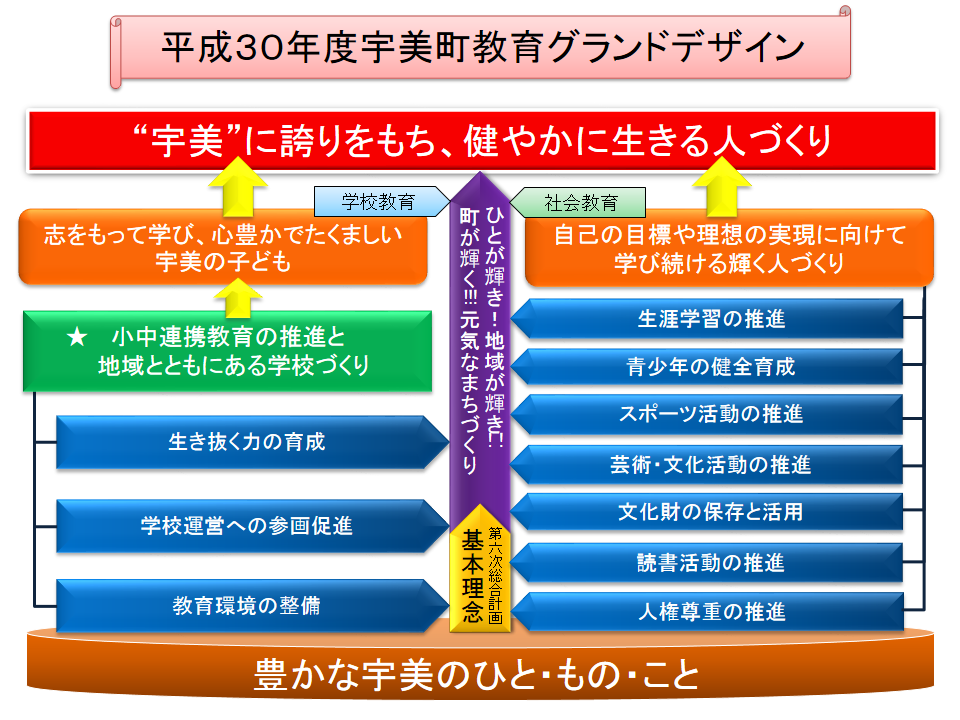 平成３０年度宇美町教育グランドデザイン
“宇美”に誇りをもち、健やかに生きる人づくり
学校教育
社会教育
志をもって学び、心豊かでたくましい
宇美の子ども
自己の目標や理想の実現に向けて
学び続ける輝く人づくり
★　小中連携教育の推進と
地域とともにある学校づくり
生き抜く力の育成
学校運営への参画促進
教育環境の整備
ひとが輝き！地域が輝き!!
町が輝く!!!元気なまちづくり
第六次総合計画
基本理念
生涯学習の推進
青少年の健全育成
スポーツ活動の推進
芸術・文化活動の推進
文化財の保存と活用
読書活動の推進
人権尊重の推進
豊かな宇美のひと・もの・こと